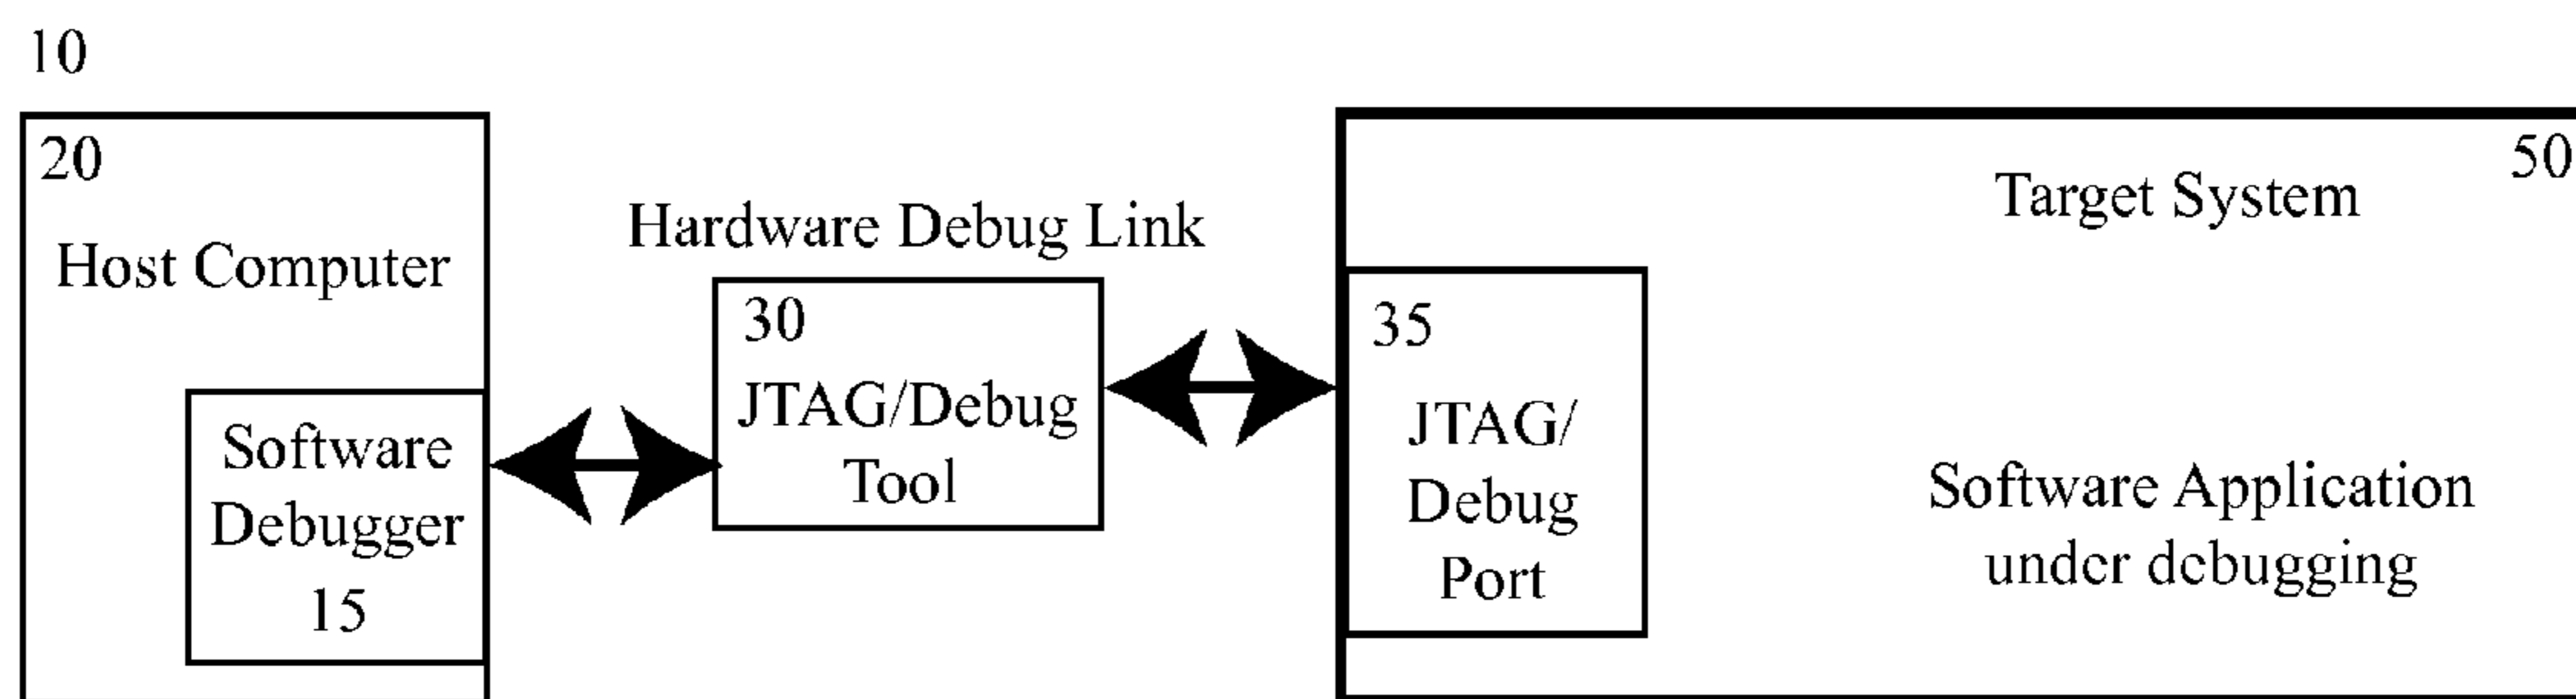 10
20
Host Computer
Software
Debugger
15
Hardware Debug Link
30
JTAG/Debug
Tool
35
JTAG/
Debug
Port
50
Target System
Software Application
under debugging